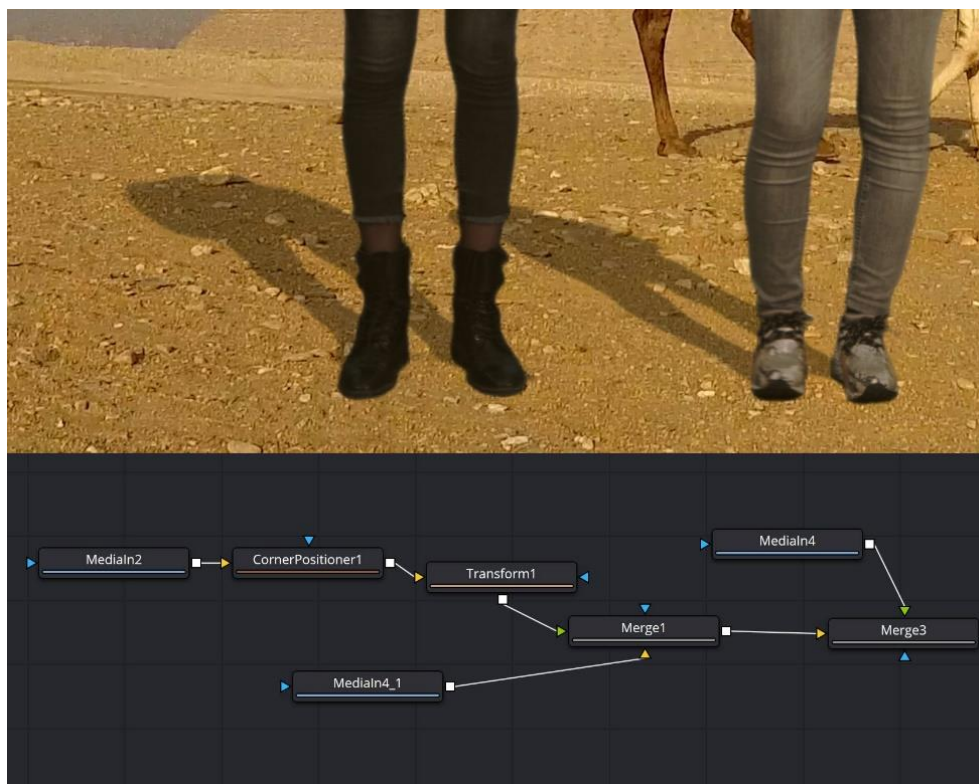 MediaIn4
MediaIn2
CornerPositioner1
Transform1
Merge1
Merge3
MediaIn4_1